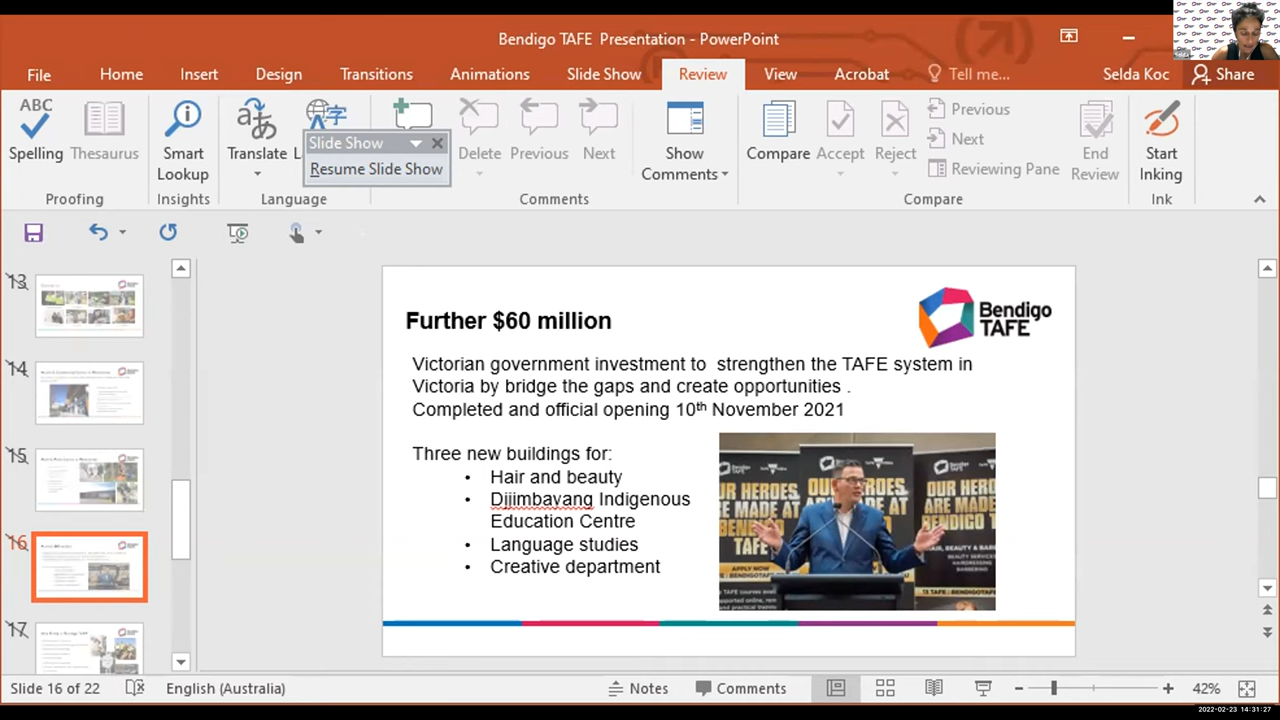 Bendigo TAFE Presentation - PowerPoint
File Home Insert Design Transitions Animations Slide Show Review View Acrobat Tell me... Selda Koc Share
ABC
Spelling Thesaurus Smart Lookup Translate Delete Previous Next Show Comments Compare Accept Reject Previous Next Reviewing Pane End Review Start Inking
Slide Show
Resume Slide Show
Proofing Insights Language Comments Compare Ink
13
14
15
16
17
Further $60 million
Bendigo
TAFE
Victorian government investment to  strengthen the TAFE system in
Victoria by bridge the gaps and create opportunities .
Completed and official opening 10th November 2021
Three new buildings for:
• Hair and beauty
• Djjimbavang Indigenous
Education Centre
• Language studies
• Creative department
OUR HEROES
ARE MADE AT
BENDIGO TAFE
Slide 16 of 22 English (Australia) Notes Comments 42%
2022-02-23 14:31:27